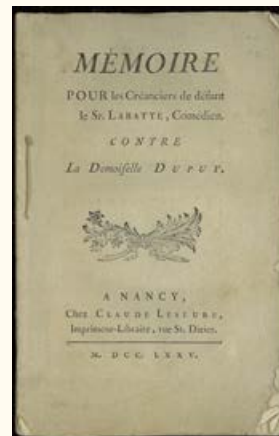 MÉMOIRE
POUR les Créanciers de défunt
le Sr. LABATTE, Comédien.
CONTRE
La Demoiselle DUPUY.
A NANCY,
Chez CLAUDE LESEURE,
Imprimeur-Libraire, rue St. Dizier.
M. DCC. LXXV.